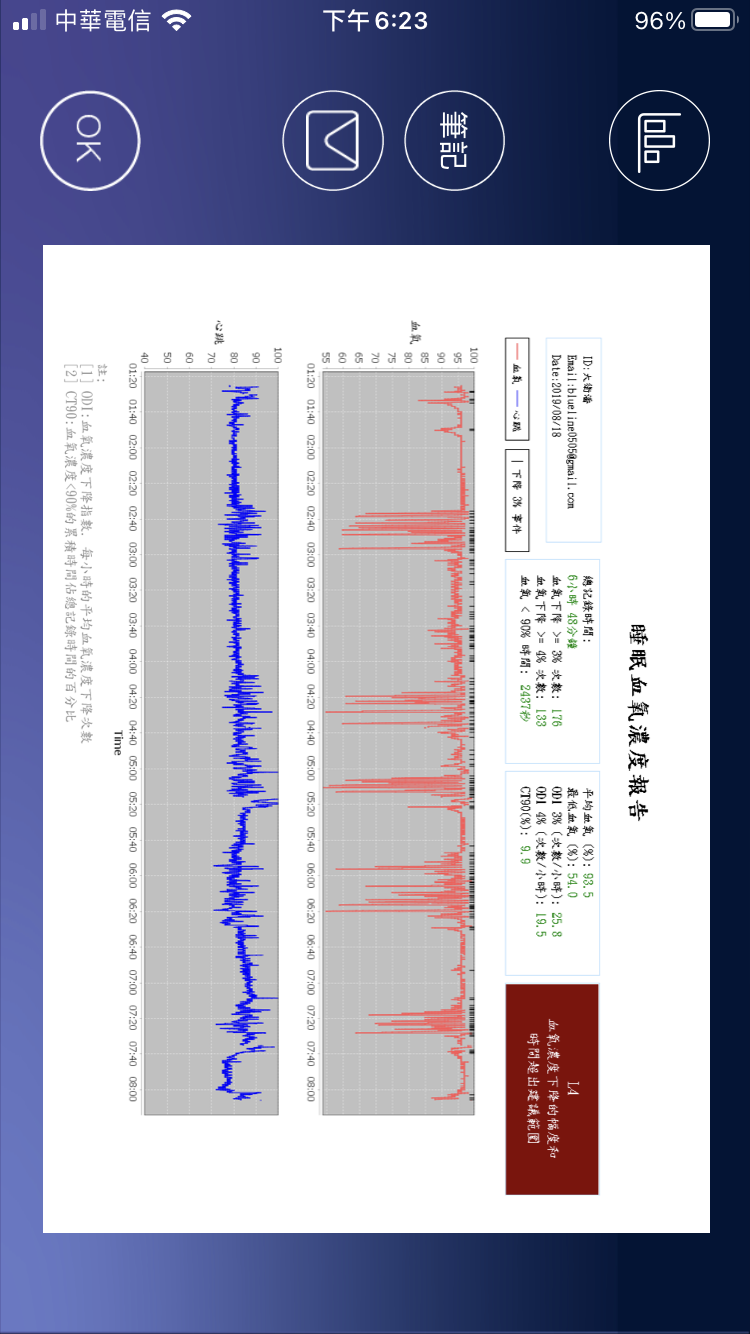 中華電信
下午6:23
96%
OK
筆記
睡眠血氧濃度報告
ID:大衛潘
Email:blueline0505@gmail.com
Date:2019/08/18
總記錄時間:
6小時 48分鐘
血氧下降 >= 3% 次數: 176
血氧下降 >= 4% 次數: 133
血氧 < 90% 時間: 2437秒
平均血氧 (%): 93.5
最低血氧 (%): 54.0
ODI 3% (次數/小時): 25.8
ODI 4% (次數/小時): 19.5
CT90(%): 9.9
L4
血氧濃度下降的幅度和
時間超出建議範圍
血氧 心跳
下降 3% 事件
血氧
100
95
90
85
80
75
70
65
60
55
01:20 01:40 02:00 02:20 02:40 03:00 03:20 03:40 04:00 04:20 04:40 05:00 05:20 05:40 06:00 06:20 06:40 07:00 07:20 07:40 08:00
心跳
100
90
80
70
60
50
40
01:20 01:40 02:00 02:20 02:40 03:00 03:20 03:40 04:00 04:20 04:40 05:00 05:20 05:40 06:00 06:20 06:40 07:00 07:20 07:40 08:00
Time
註:
[1] ODI:血氧濃度下降指數, 每小時的平均血氧濃度下降次數
[2] CT90:血氧濃度<90%的累積時間佔總記錄時間的百分比